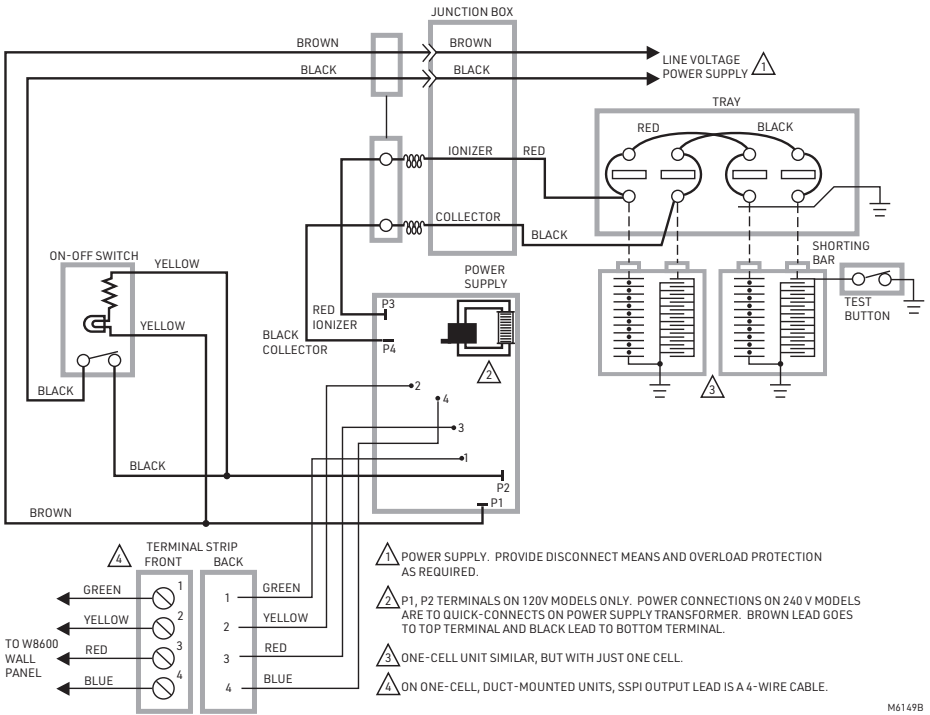 JUNCTION BOX
BROWN
BROWN
BLACK
BLACK
LINE VOLTAGE
POWER SUPPLY
1
TRAY
RED
BLACK
IONIZER
RED
COLLECTOR
BLACK
ON-OFF SWITCH
YELLOW
YELLOW
BLACK
POWER
SUPPLY
P3
RED
IONIZER
BLACK
COLLECTOR
P4
2
SHORTING
BAR
TEST
BUTTON
3
2
4
3
1
BLACK
P2
P1
BROWN
4
TERMINAL STRIP
FRONT
BACK
GREEN
1
1
GREEN
YELLOW
2
2
YELLOW
TO W8600
WALL
PANEL
RED
3
3
RED
BLUE
4
4
BLUE
1 POWER SUPPLY. PROVIDE DISCONNECT MEANS AND OVERLOAD PROTECTION
AS REQUIRED.
2 P1, P2 TERMINALS ON 120V MODELS ONLY. POWER CONNECTIONS ON 240 V MODELS
ARE TO QUICK-CONNECTS ON POWER SUPPLY TRANSFORMER. BROWN LEAD GOES
TO TOP TERMINAL AND BLACK LEAD TO BOTTOM TERMINAL.
3 ONE-CELL UNIT SIMILAR, BUT WITH JUST ONE CELL.
4 ON ONE-CELL, DUCT-MOUNTED UNITS, SSPI OUTPUT LEAD IS A 4-WIRE CABLE.
M6149B